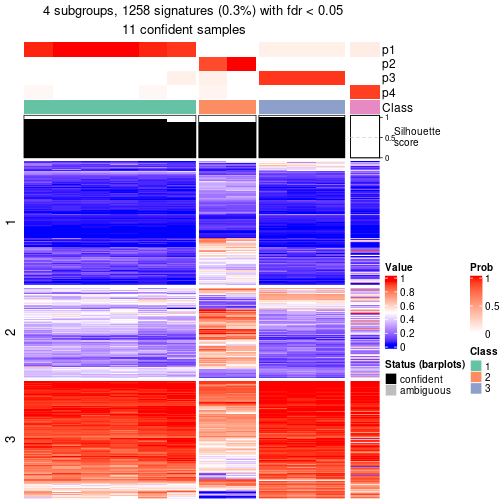 4 subgroups, 1258 signatures (0.3%) with fdr < 0.05
11 confident samples
p1
p2
p3
p4
Class
1
0.5
0
Silhouette
score
1
2
3
Value
1
0.8
0.6
0.4
0.2
0
Prob
1
0.5
0
Status (barplots)
confident
ambiguous
Class
1
2
3